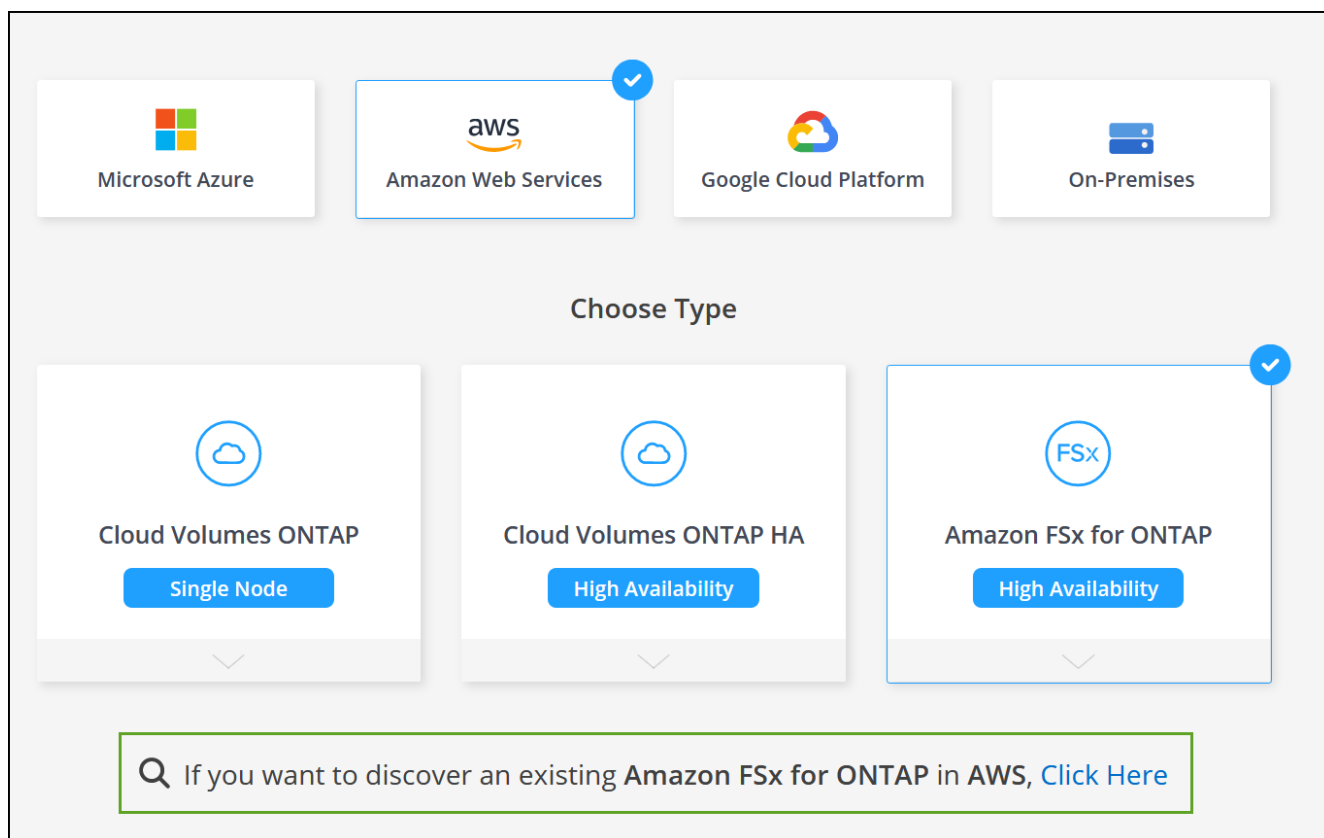 aws
Microsoft Azure
Amazon Web Services
Google Cloud Platform
On-Premises
Choose Type
FSx
Cloud Volumes ONTAP
Cloud Volumes ONTAP HA
Amazon FSx for ONTAP
Single Node
High Availability
High Availability
If you want to discover an existing Amazon FSx for ONTAP in AWS, Click Here